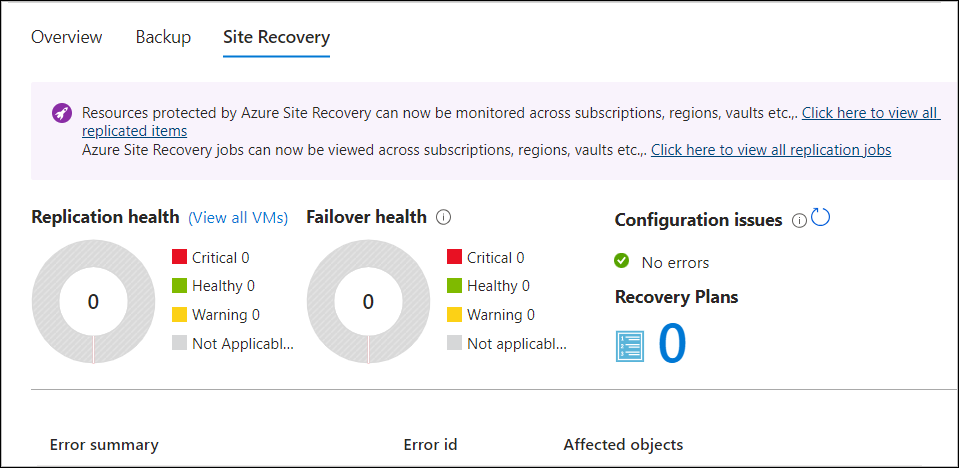 Overview Backup Site Recovery
Resources protected by Azure Site Recovery can now be monitored across subscriptions, regions, vaults etc.,. Click here to view all
replicated items
Azure Site Recovery jobs can now be viewed across subscriptions, regions, vaults etc.,. Click here to view all replication jobs
Replication health (View all VMs)
0
Critical 0
Healthy 0
Warning 0
Not Applicabl...
Failover health
0
Critical 0
Healthy 0
Warning 0
Not applicabl...
Configuration issues
No errors
Recovery Plans
0
Error summary Error id Affected objects